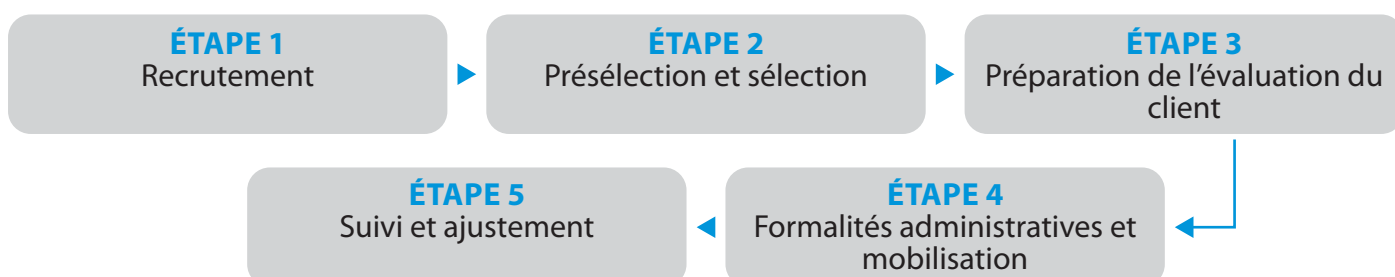 ÉTAPE 1
Recrutement
ÉTAPE 2
Présélection et sélection
ÉTAPE 3
Préparation de l’évaluation du
client
ÉTAPE 4
Formalités administratives et
mobilisation
ÉTAPE 5
Suivi et ajustement